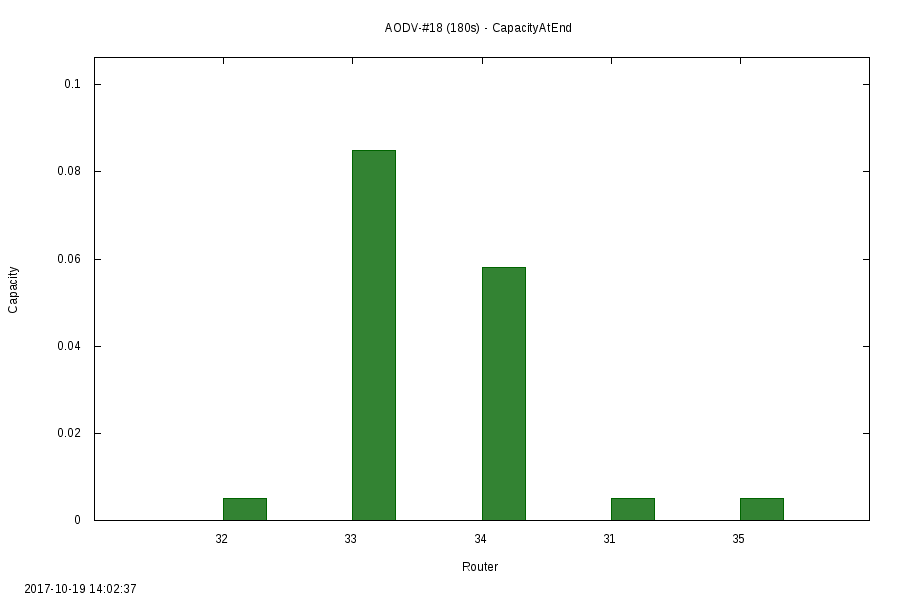 AODV-#18 (180s) - CapacityAtEnd
0.1
0.08
0.06
0.04
0.02
0
Capacity
32 33 34 31 35
Router
2017-10-19 14:02:37